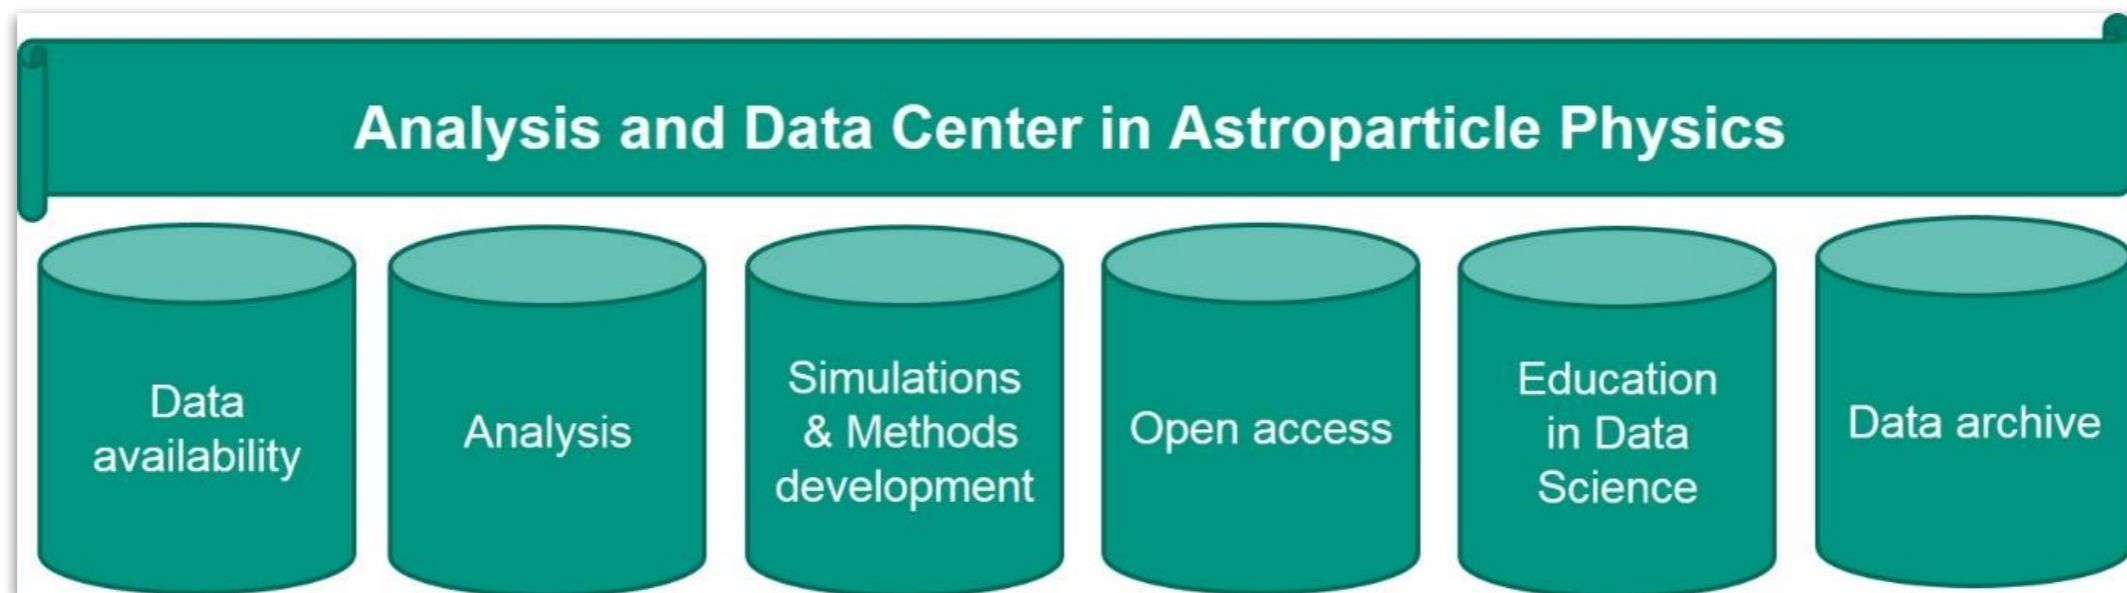 Analysis and Data Center in Astroparticle Physics
Data
availability
Analysis
Simulations
& Methods
development
Open access
Education
in Data
Science
Data archive